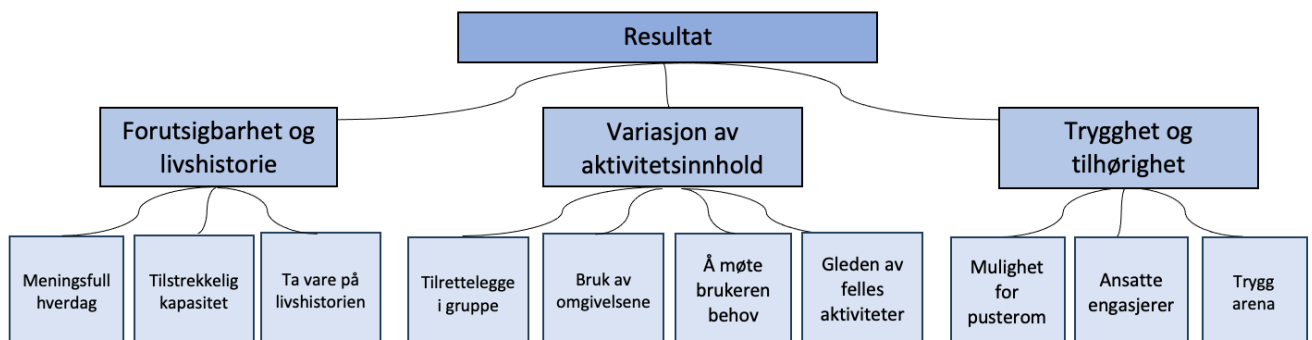 Resultat
Forutsigbarhet og
livshistorie
Variasjon av
aktivitetsinnhold
Trygghet og
tilhørighet
Meningsfull
hverdag
Tilstrekkelig
kapasitet
Ta vare på
livshistorien
Tilrettelegge
i gruppe
Bruk av
omgivelsene
Å møte
brukeren
behov
Gleden av
felles
aktiviteter
Mulighet
for
pusterom
Ansatte
engasjerer
Trygg
arena